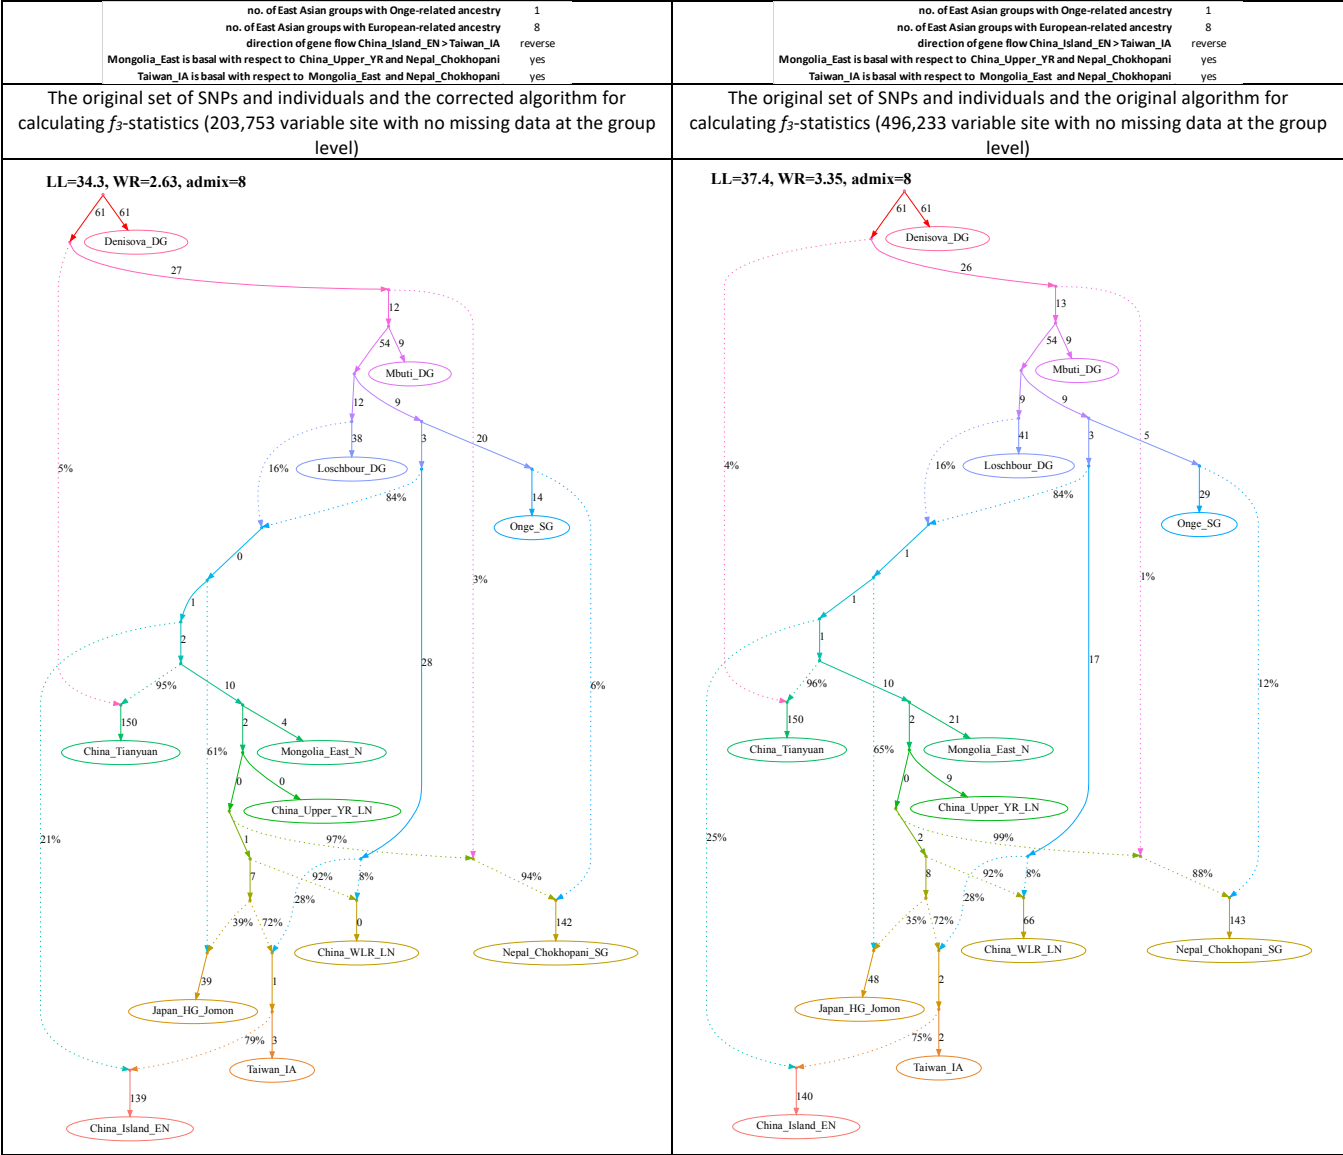 no. of East Asian groups with Onge-related ancestry 1
no. of East Asian groups with European-related ancestry 8
direction of gene flow China_Island_EN > Taiwan_IA reverse
Mongolia_East is basal with respect to China_Upper_YR and Nepal_Chokhopani yes
Taiwan_IA is basal with respect to Mongolia_East and Nepal_Chokhopani yes
The original set of SNPs and individuals and the corrected algorithm for
calculating f3-statistics (203,753 variable site with no missing data at the group
level)
LL=34.3, WR=2.63, admix=8
61 61
Denisova_DG
27
12
54 9
Mbuti_DG
12 9
38 3 20
Loschbour_DG
5% 16% 84%
14
Onge_SG
0
3%
1
2
28
95% 10 6%
150 2 4
61%
China_Tianyuan Mongolia_East_N
0 0
China_Upper_YR_LN
21% 1 97%
7 92% 8% 94%
28%
39% 72% 0 142
China_WLR_LN Nepal_Chokhopani_SG
39 1
Japan_HG_Jomon
79% 3
Taiwan_IA
139
China_Island_EN
no. of East Asian groups with Onge-related ancestry 1
no. of East Asian groups with European-related ancestry 8
direction of gene flow China_Island_EN > Taiwan_IA reverse
Mongolia_East is basal with respect to China_Upper_YR and Nepal_Chokhopani yes
Taiwan_IA is basal with respect to Mongolia_East and Nepal_Chokhopani yes
The original set of SNPs and individuals and the original algorithm for
calculating f3-statistics (496,233 variable site with no missing data at the group
level)
LL=37.4, WR=3.35, admix=8
61 61
Denisova_DG
26
13
54 9
Mbuti_DG
9 9
41 3 5
Loschbour_DG
4% 16% 84%
29
Onge_SG
1
1%
1
1
17
96% 10 12%
150 2 21
65%
China_Tianyuan Mongolia_East_N
0 9
China_Upper_YR_LN
25% 2 99%
8 92% 8% 88%
28%
35% 72% 66 143
China_WLR_LN Nepal_Chokhopani_SG
48 2
Japan_HG_Jomon
75% 2
Taiwan_IA
140
China_Island_EN